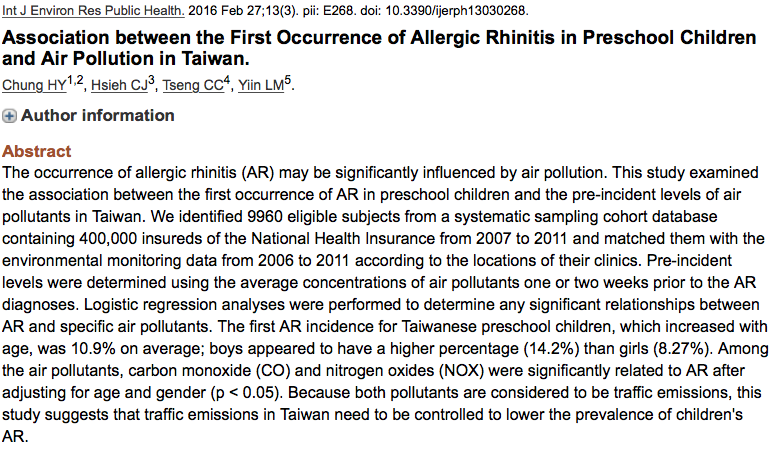 Int J Environ Res Public Health. 2016 Feb 27;13(3). pii: E268. doi: 10.3390/ijerph13030268.
Association between the First Occurrence of Allergic Rhinitis in Preschool Children
and Air Pollution in Taiwan.
Chung HY1,2, Hsieh CJ3, Tseng CC4, Yiin LM5.
Author information
Abstract
The occurrence of allergic rhinitis (AR) may be significantly influenced by air pollution. This study examined
the association between the first occurrence of AR in preschool children and the pre-incident levels of air
pollutants in Taiwan. We identified 9960 eligible subjects from a systematic sampling cohort database
containing 400,000 insureds of the National Health Insurance from 2007 to 2011 and matched them with the
environmental monitoring data from 2006 to 2011 according to the locations of their clinics. Pre-incident
levels were determined using the average concentrations of air pollutants one or two weeks prior to the AR
diagnoses. Logistic regression analyses were performed to determine any significant relationships between
AR and specific air pollutants. The first AR incidence for Taiwanese preschool children, which increased with
age, was 10.9% on average; boys appeared to have a higher percentage (14.2%) than girls (8.27%). Among
the air pollutants, carbon monoxide (CO) and nitrogen oxides (NOX) were significantly related to AR after
adjusting for age and gender (p < 0.05). Because both pollutants are considered to be traffic emissions, this
study suggests that traffic emissions in Taiwan need to be controlled to lower the prevalence of children's
AR.